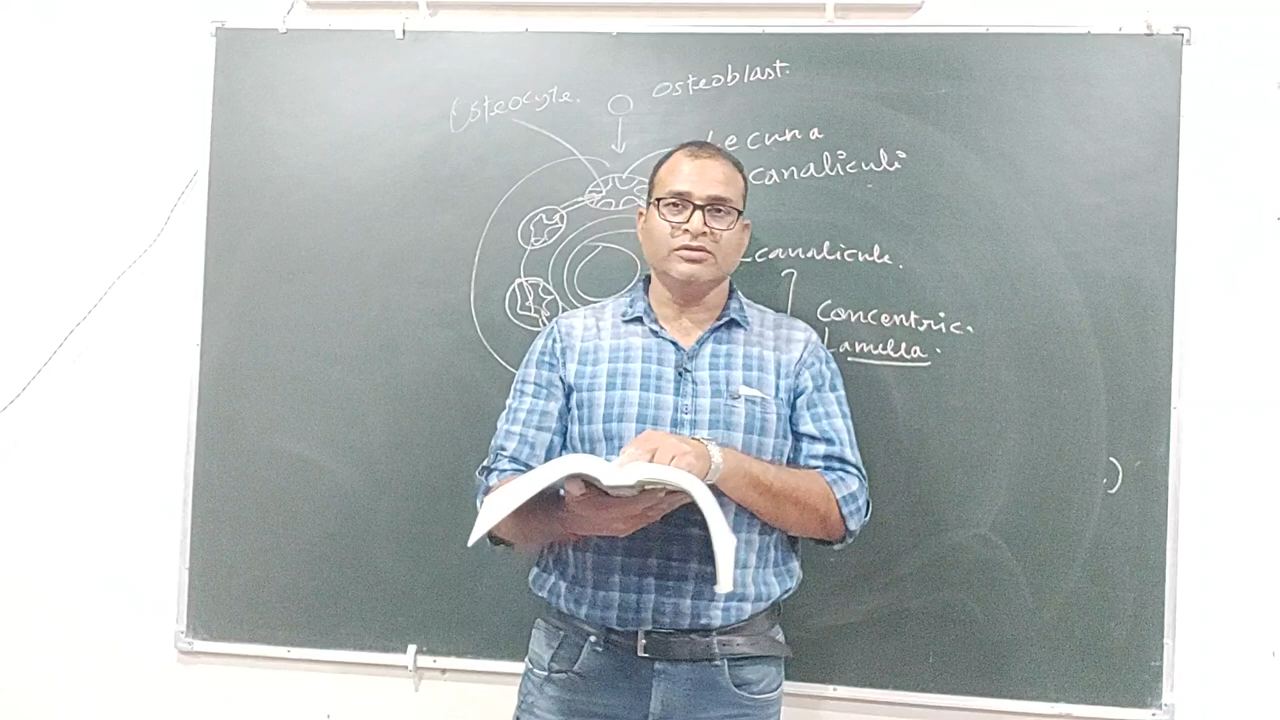 osteoblast.
Osteocyte.
Lecuna
canaliculi
canalicule.
Concentric.
Lamella.
)